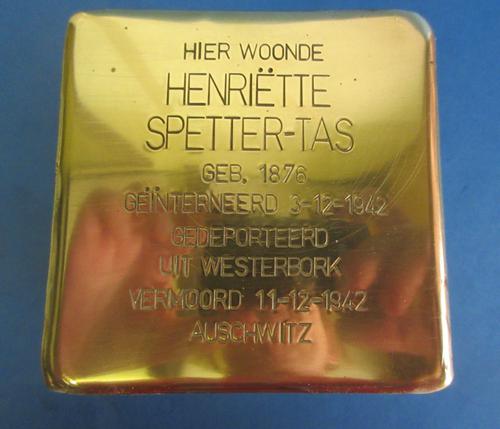 HIER WOONDE
HENRIËTTE
SPETTER-TAS
GEB. 1876
GEÏNTERNEERD 3-12-1942
GEDEPORTEERD
UIT WESTERBORK
VERMOORD 11-12-1942
AUSCHWITZ